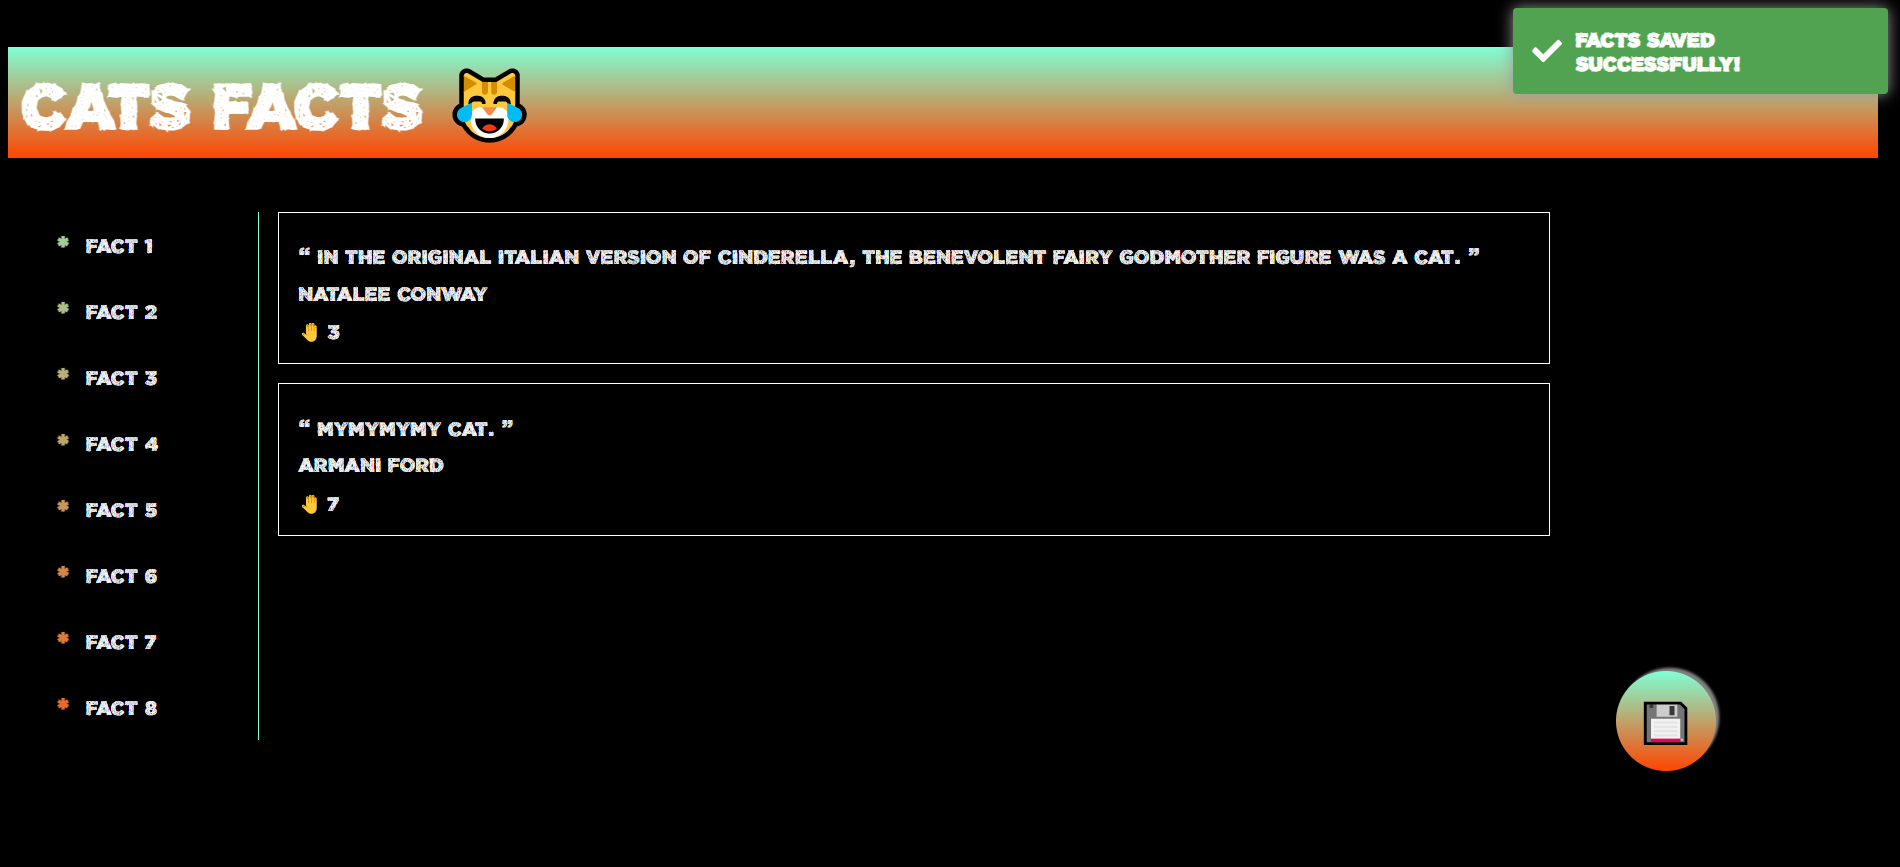 FACTS SAVED
SUCCESSFULLY!
CATS FACTS
FACT 1
FACT 2
FACT 3
FACT 4
FACT 5
FACT 6
FACT 7
FACT 8
“ IN THE ORIGINAL ITALIAN VERSION OF CINDERELLA, THE BENEVOLENT FAIRY GODMOTHER FIGURE WAS A CAT. ”
NATALEE CONWAY
3
“ MYMYMYMY CAT. ”
ARMANI FORD
7